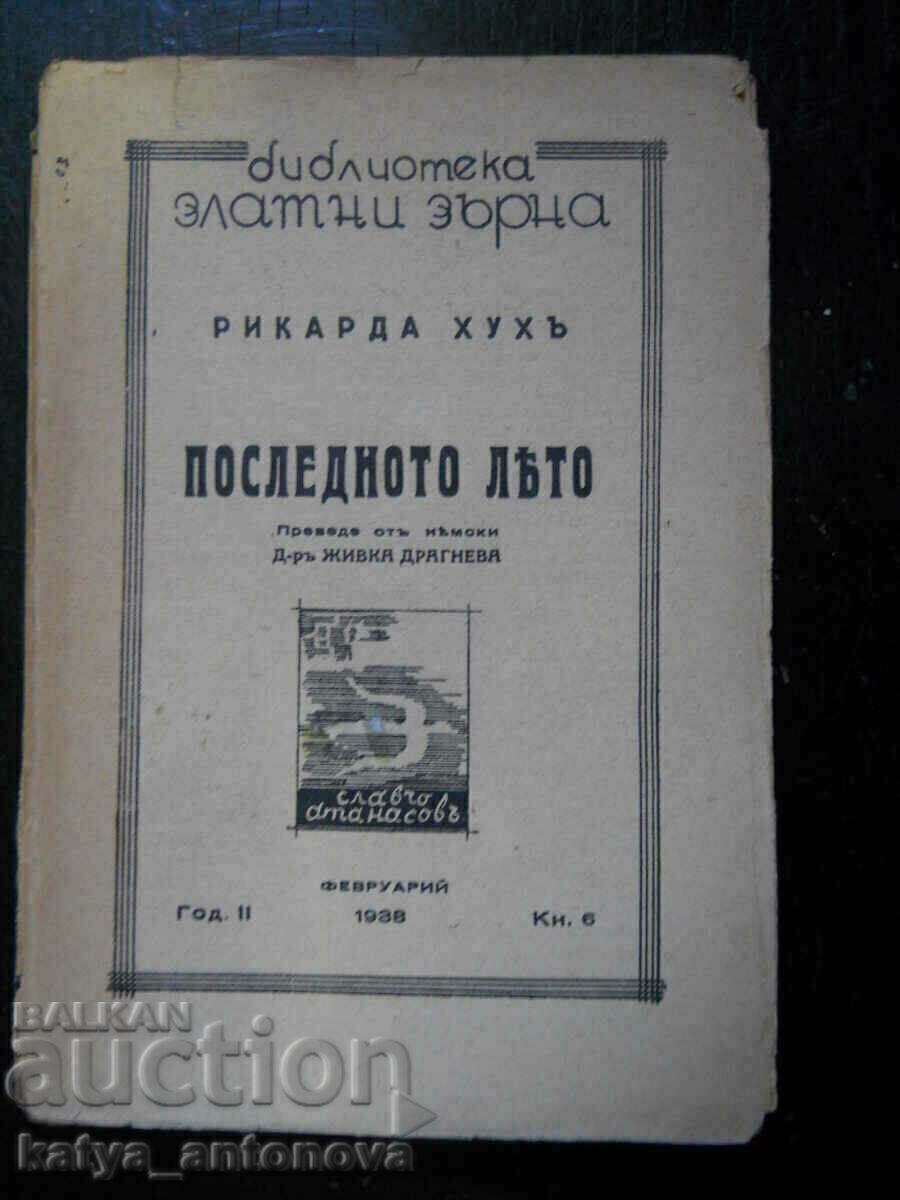 библиотека
златни зърна
РИКАРДА ХУХЪ
ПОСЛЕДНОТО ЛѢТО
Преведе отъ нѣмски
Д-ръ ЖИВКА ДРАГНЕВА
славчо
атанасовъ
ФЕВРУАРИЙ
Год. II 1938 Кн. 6
BALKAN
auction
katya_antonova